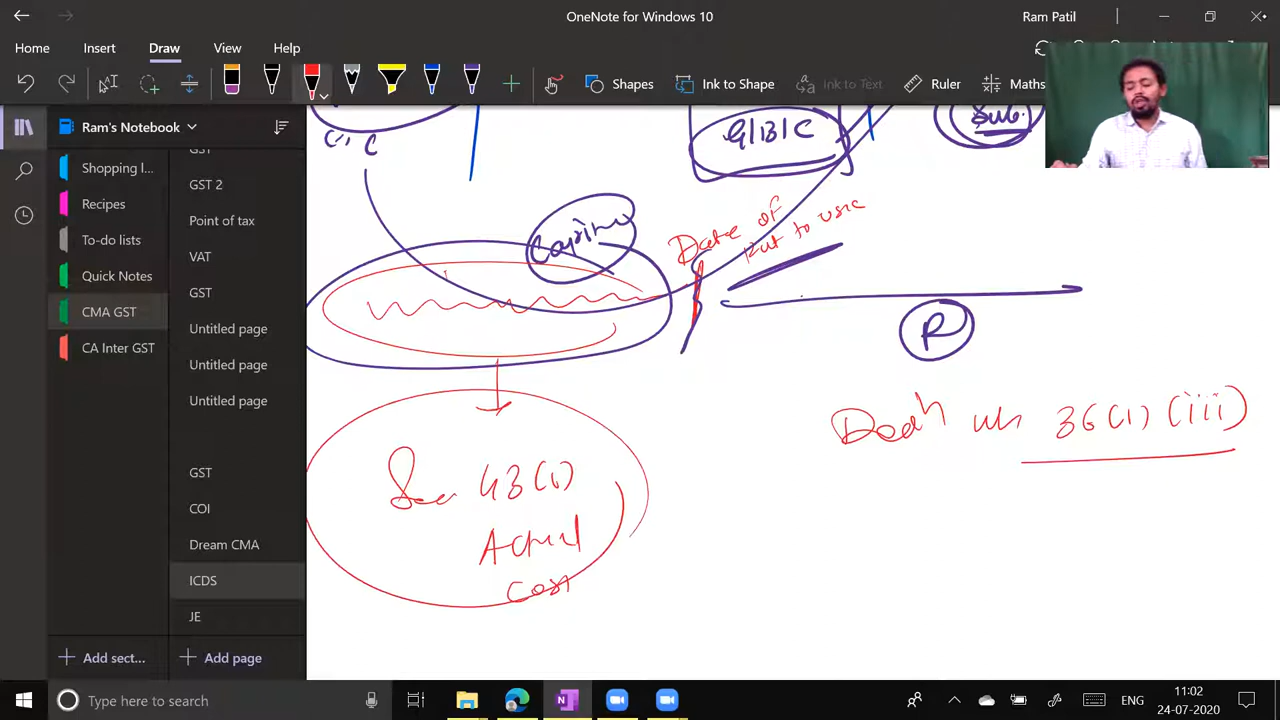 OneNote for Windows 10
Ram Patil
Home
Insert
Draw
View
Help
Shapes
Ink to Shape
Ink to Text
Ruler
Maths
Ram's Notebook
Shopping l...
Recipes
To-do lists
Quick Notes
CMA GST
CA Inter GST
GST
GST 2
Point of tax
VAT
GST
Untitled page
Untitled page
Untitled page
GST
COI
Dream CMA
ICDS
JE
Add sect...
Add page
G/B/C
Sub.
Date of
Put to use
R
Dedn u/s 36(1)(iii)
Sec 43(1)
Actual
Cost
Type here to search
ENG
11:02
24-07-2020